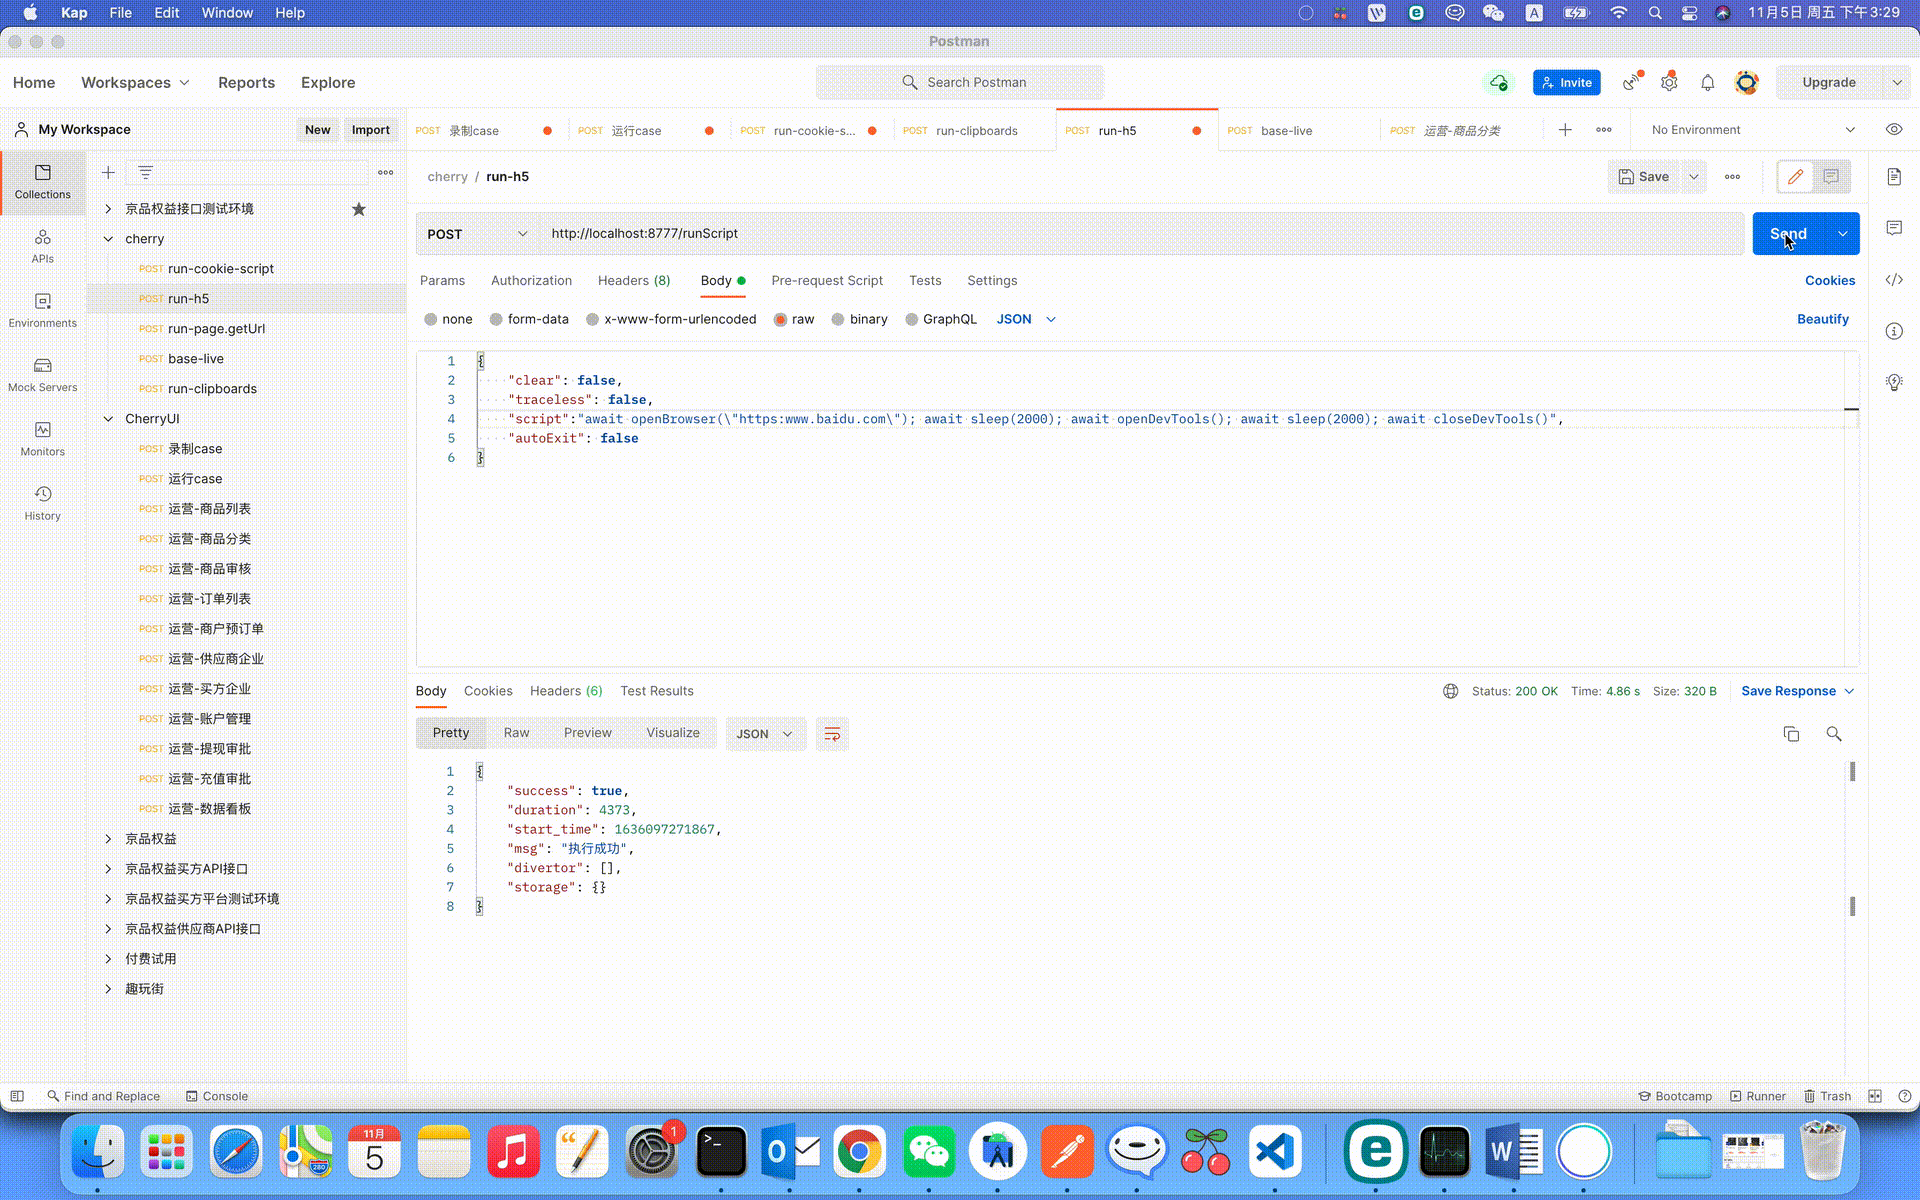 Kap File Edit Window Help
11月5日 周五 下午3:29
Postman
Home Workspaces Reports Explore
Search Postman
Invite
Upgrade
My Workspace
New Import
POST 录制case
POST 运行case
POST run-cookie-s...
POST run-clipboards
POST run-h5
POST base-live
POST 运营-商品分类
No Environment
Collections
APIs
Environments
Mock Servers
Monitors
History
京品权益接口测试环境
cherry
POST run-cookie-script
POST run-h5
POST run-page.getUrl
POST base-live
POST run-clipboards
CherryUI
POST 录制case
POST 运行case
POST 运营-商品列表
POST 运营-商品分类
POST 运营-商品审核
POST 运营-订单列表
POST 运营-商户预订单
POST 运营-供应商企业
POST 运营-买方企业
POST 运营-账户管理
POST 运营-提现审批
POST 运营-充值审批
POST 运营-数据看板
京品权益
京品权益买方API接口
京品权益买方平台测试环境
京品权益供应商API接口
付费试用
趣玩街
cherry / run-h5
Save
POST http://localhost:8777/runScript
Send
Params Authorization Headers (8) Body Pre-request Script Tests Settings
Cookies
none form-data x-www-form-urlencoded raw binary GraphQL JSON
Beautify
1 {
2 "clear": false,
3 "traceless": false,
4 "script":"await openBrowser(\"https:www.baidu.com\"); await sleep(2000); await openDevTools(); await sleep(2000); await closeDevTools()",
5 "autoExit": false
6 }
Body Cookies Headers (6) Test Results
Status: 200 OK Time: 4.86 s Size: 320 B
Save Response
Pretty Raw Preview Visualize JSON
1 {
2 "success": true,
3 "duration": 4373,
4 "start_time": 1636097271867,
5 "msg": "执行成功",
6 "divertor": [],
7 "storage": {}
8 }
Find and Replace Console
Bootcamp Runner Trash
11月
5
280
1